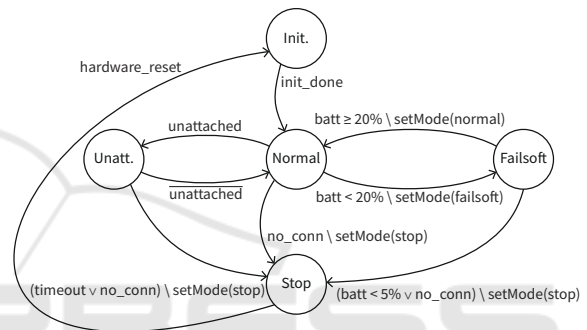 Init.
hardware_reset
init_done
batt ≥ 20% \ setMode(normal)
unattached
Unatt.
Normal
Failsoft
unattached
batt < 20% \ setMode(failsoft)
no_conn \ setMode(stop)
Stop
(timeout ∨ no_conn) \ setMode(stop)
(batt < 5% ∨ no_conn) \ setMode(stop)